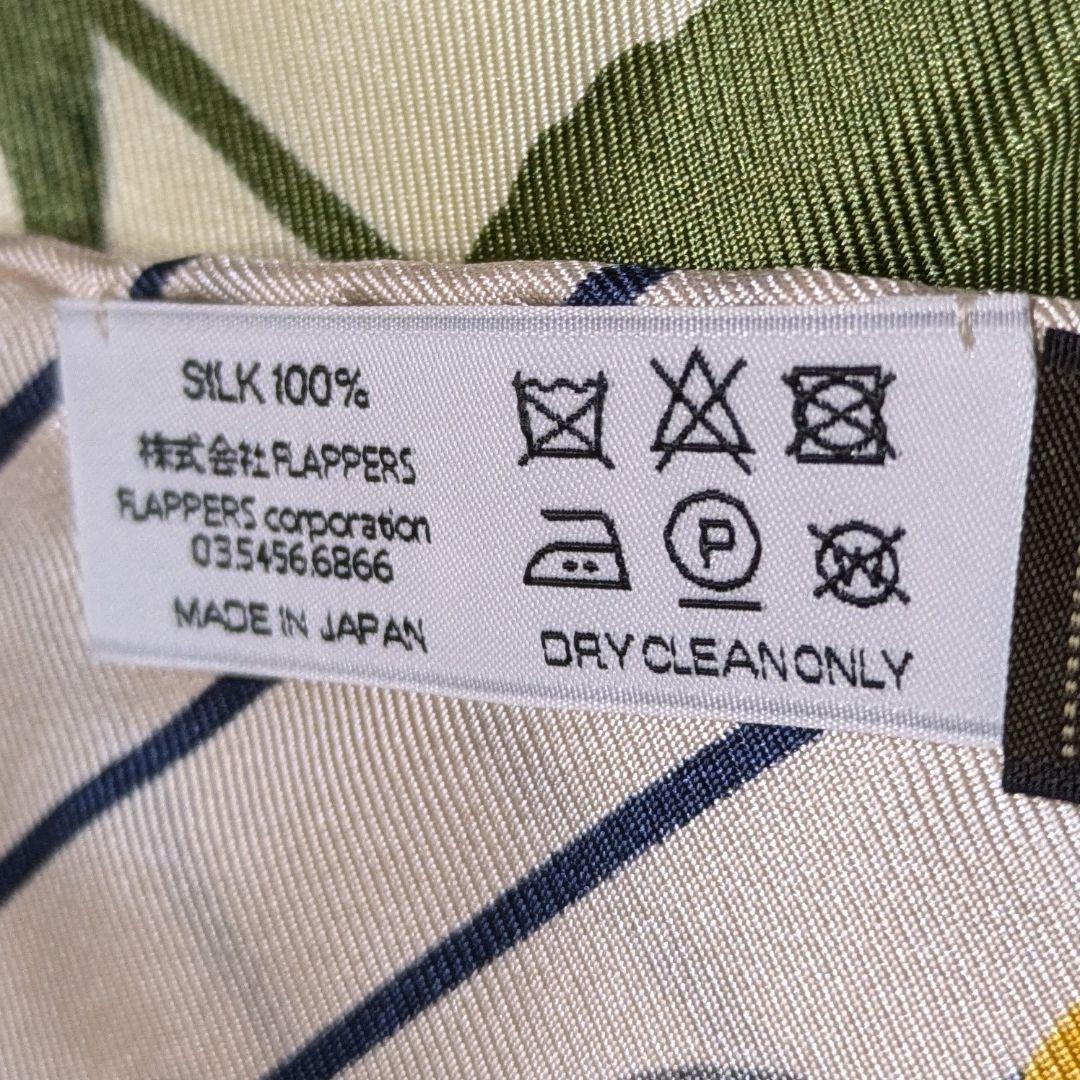 SILK 100%
株式会社 FLAPPERS
FLAPPERS corporation
03.5456.6866
MADE IN JAPAN
P
W
DRY CLEAN ONLY